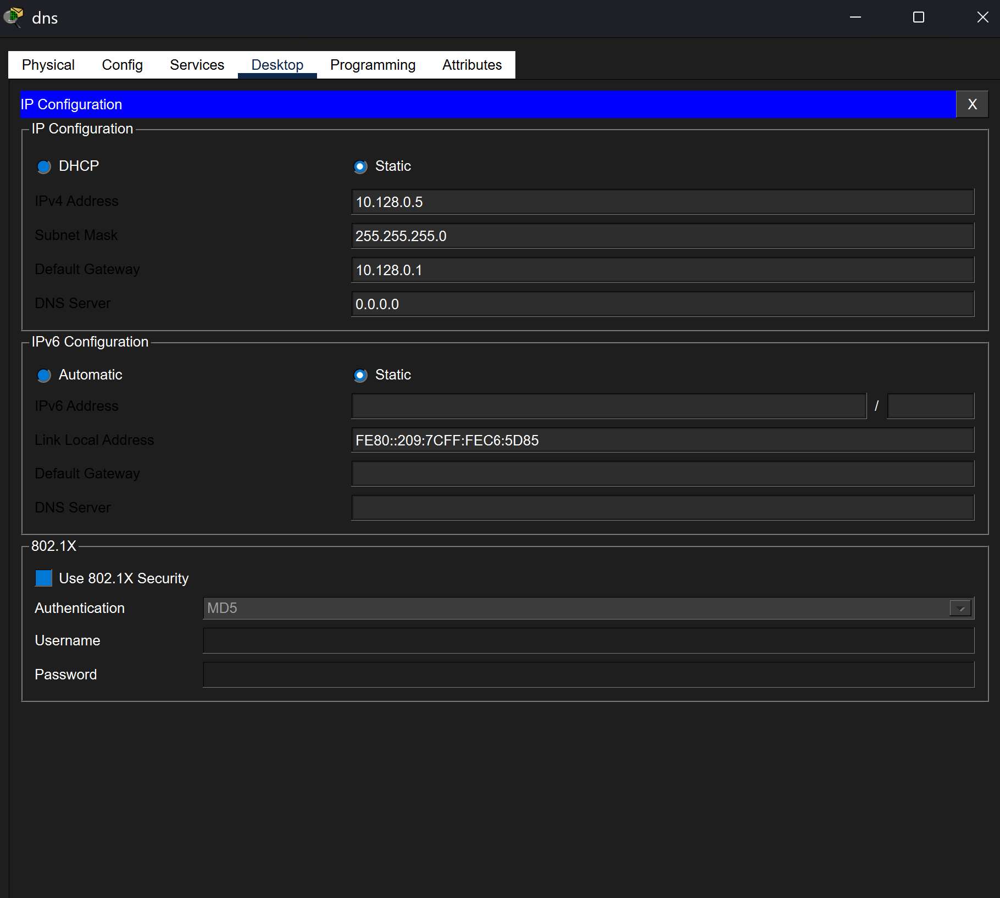 dns
Physical Config Services Desktop Programming Attributes
IP Configuration X
IP Configuration
DHCP Static
IPv4 Address 10.128.0.5
Subnet Mask 255.255.255.0
Default Gateway 10.128.0.1
DNS Server 0.0.0.0
IPv6 Configuration
Automatic Static
IPv6 Address /
Link Local Address FE80::209:7CFF:FEC6:5D85
Default Gateway
DNS Server
802.1X
Use 802.1X Security
Authentication MD5
Username
Password